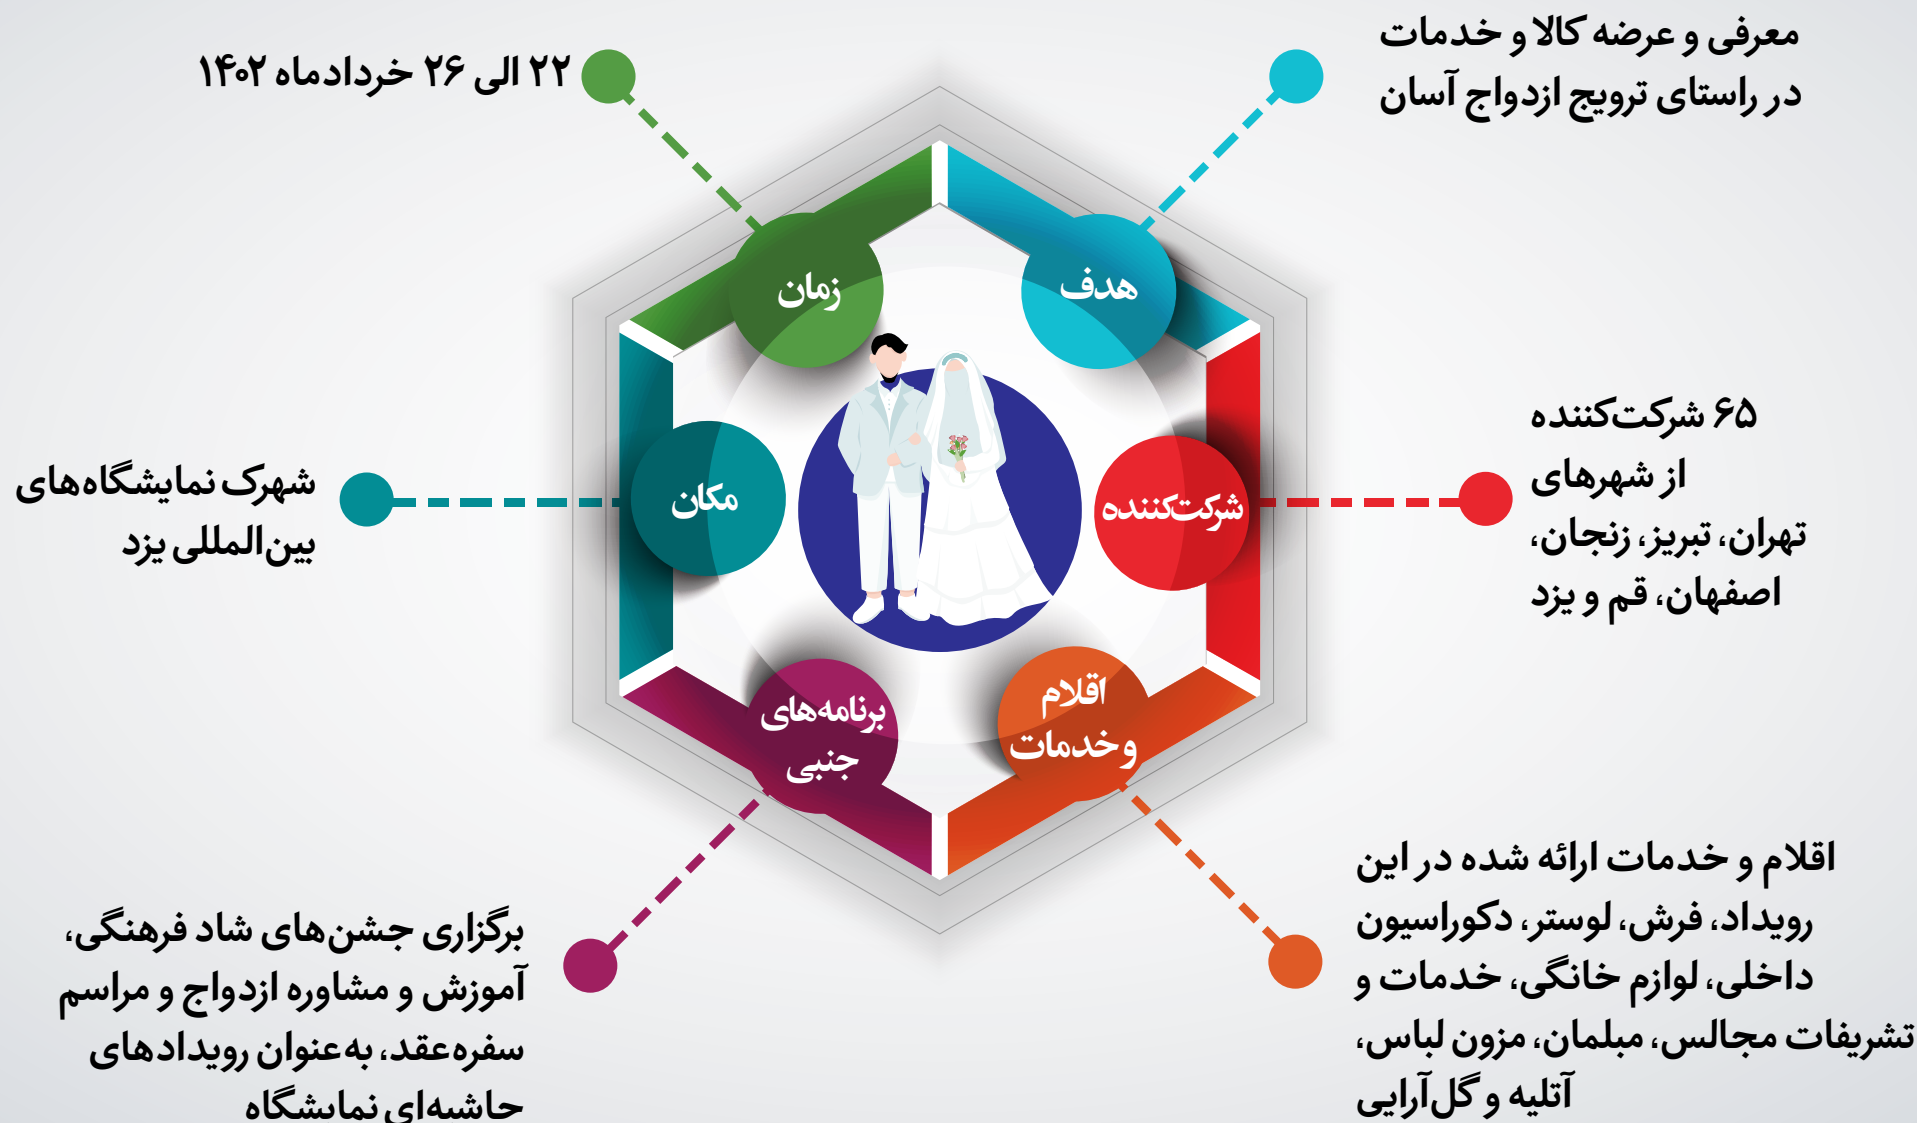 معرفی و عرضه کالا و خدمات
در راستای ترویج ازدواج آسان
هدف
۲۲ الی ۲۶ خردادماه ۱۴۰۲
زمان
۶۵ شرکت‌کننده
از شهرهای
تهران، تبریز، زنجان،
اصفهان، قم و یزد
شرکت‌کننده
شهرک نمایشگاه‌های
بین‌المللی یزد
مکان
اقلام
و خدمات
اقلام و خدمات ارائه شده در این
رویداد، فرش، لوستر، دکوراسیون
داخلی، لوازم خانگی، خدمات و
تشریفات مجالس، مبلمان، مزون لباس،
آتلیه و گل‌آرایی
برنامه‌های
جنبی
برگزاری جشن‌های شاد فرهنگی،
آموزش و مشاوره ازدواج و مراسم
سفره‌عقد، به‌عنوان رویدادهای
حاشیه‌ای نمایشگاه